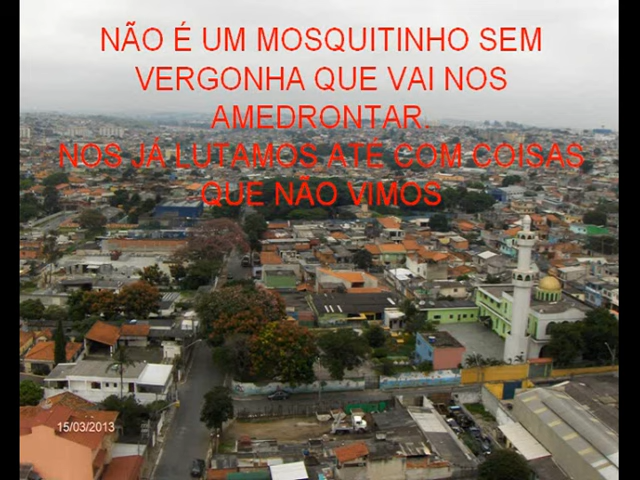 NÃO É UM MOSQUITINHO SEM
VERGONHA QUE VAI NOS
AMEDRONTAR.
NOS JÁ LUTAMOS ATÉ COM COISAS
QUE NÃO VIMOS
15/03/2013